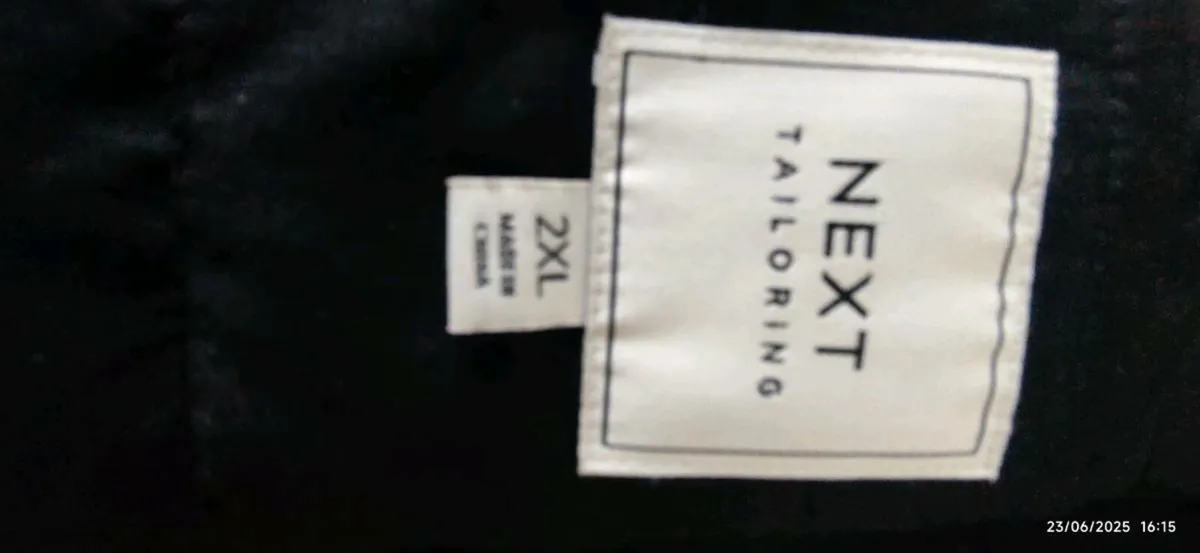 NEXT
TAILORING
2XL
MADE IN
CHINA
23/06/2025 16:15